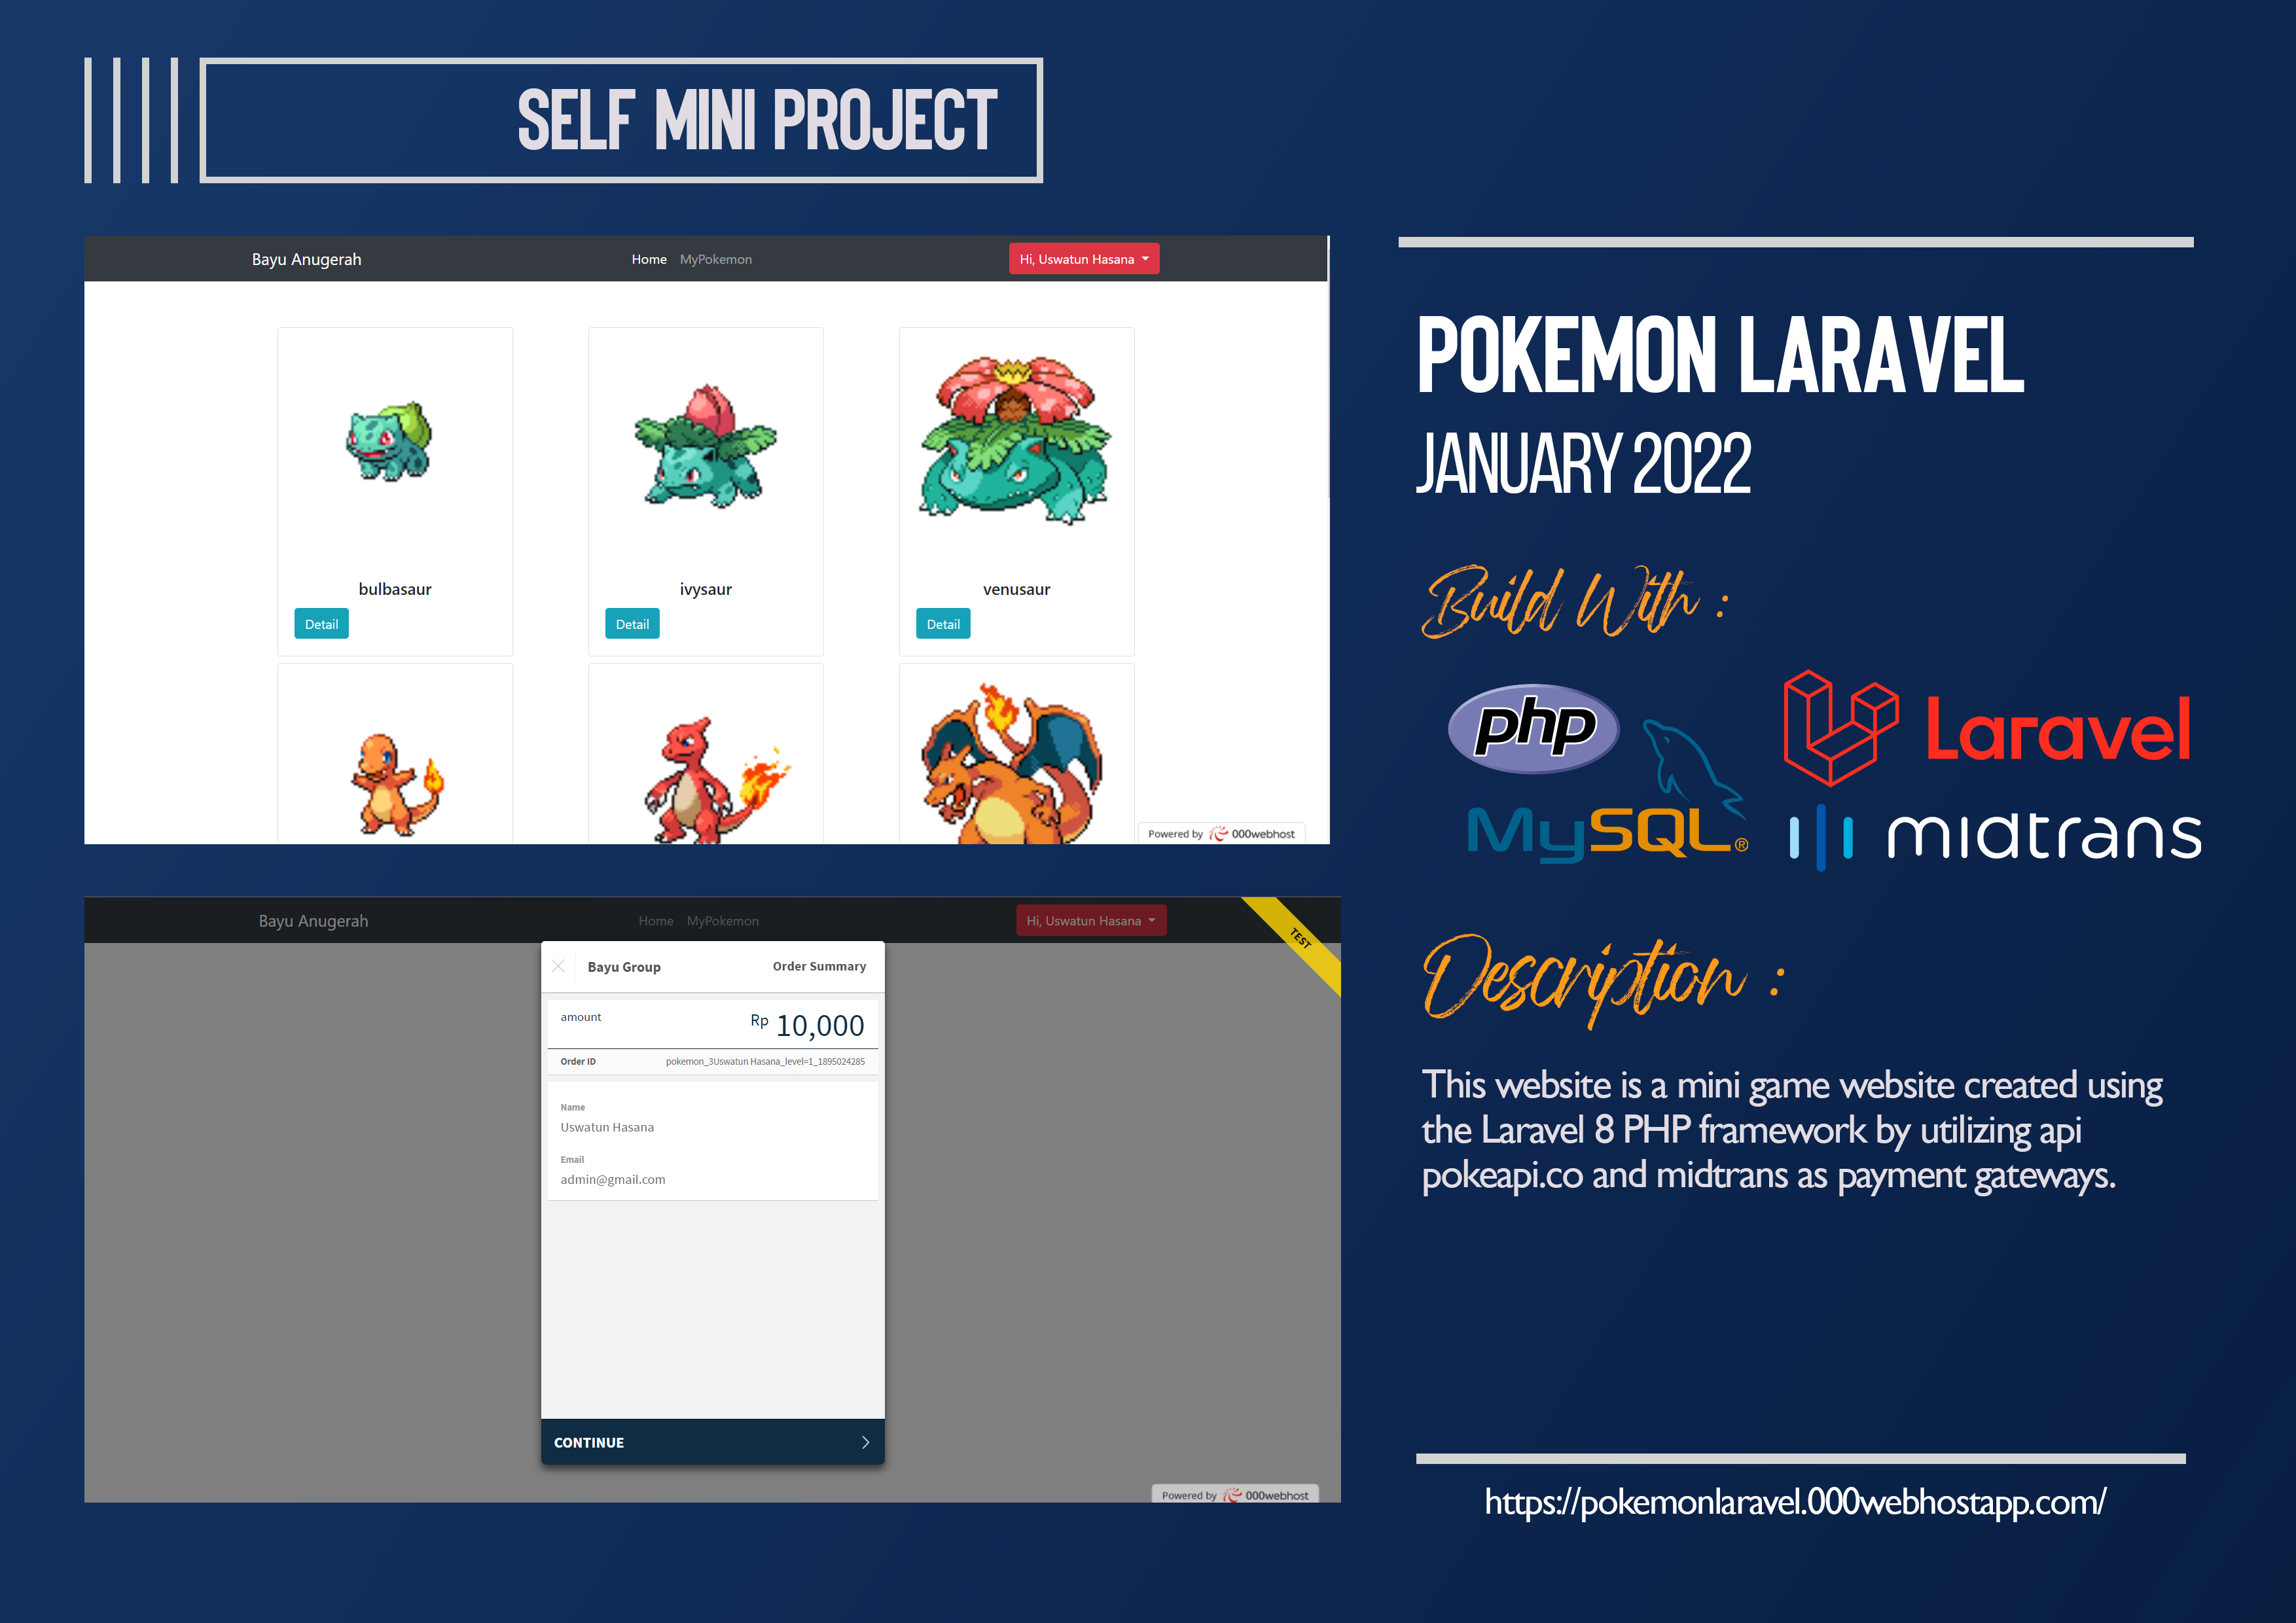 SELF MINI PROJECT
Bayu Anugerah
Home MyPokemon
Hi, Uswatun Hasana
bulbasaur
Detail
ivysaur
Detail
venusaur
Detail
Powered by 000webhost
Bayu Anugerah
Home MyPokemon
Hi, Uswatun Hasana
TEST
Bayu Group
Order Summary
amount
Rp 10,000
Order ID
pokemon_3Uswatun Hasana_level=1_1895024285
Name
Uswatun Hasana
Email
admin@gmail.com
CONTINUE
Powered by 000webhost
POKEMON LARAVEL
JANUARY 2022
Build With :
php
Laravel
MySQL®
midtrans
Description :
This website is a mini game website created using
the Laravel 8 PHP framework by utilizing api
pokeapi.co and midtrans as payment gateways.
https://pokemonlaravel.000webhostapp.com/